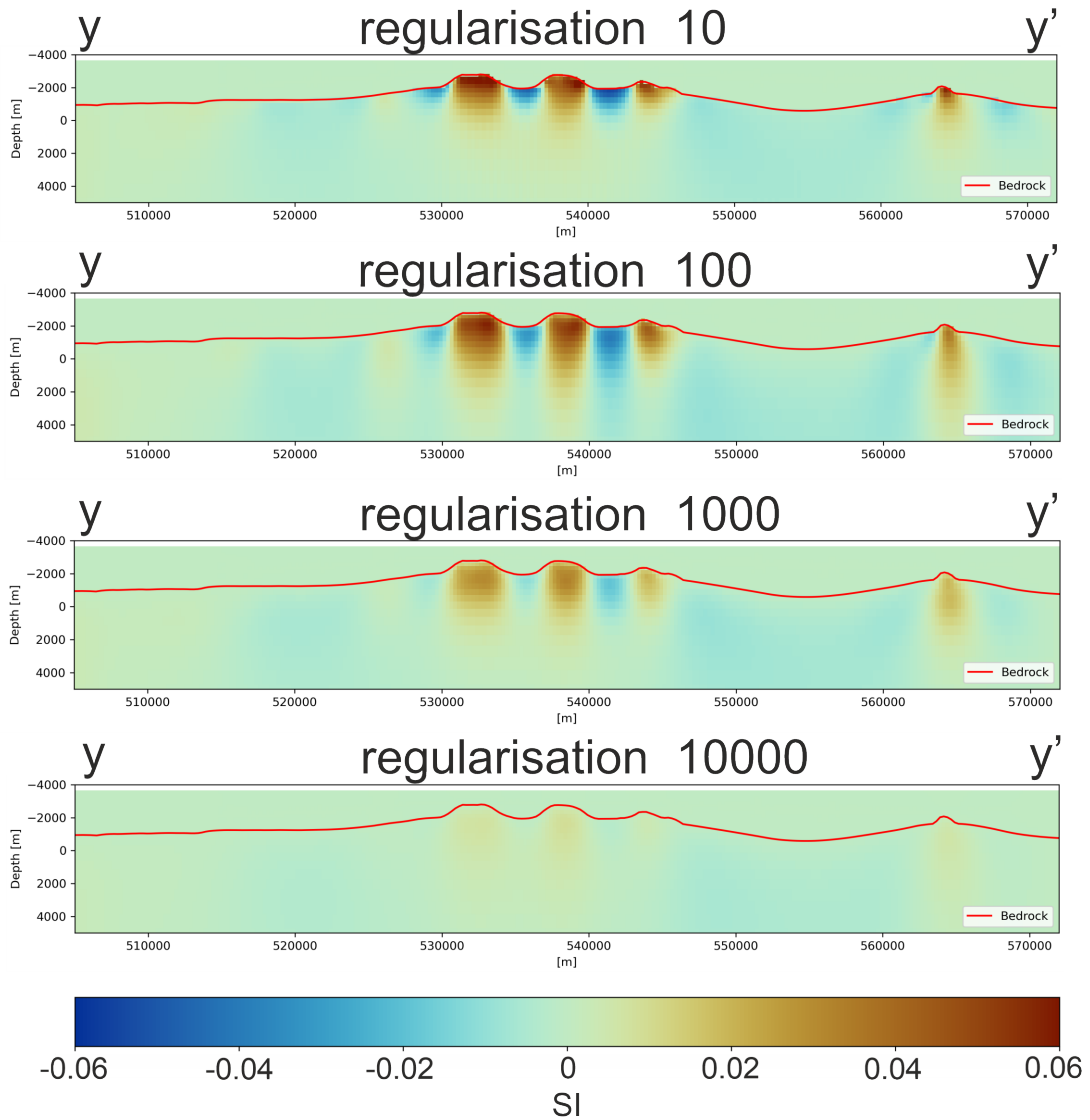 y regularisation 10 y’
−4000
−2000
0
2000
4000
Depth [m]
Bedrock
510000 520000 530000 540000 550000 560000 570000
[m]
y regularisation 100 y’
−4000
−2000
0
2000
4000
Depth [m]
Bedrock
510000 520000 530000 540000 550000 560000 570000
[m]
y regularisation 1000 y’
−4000
−2000
0
2000
4000
Depth [m]
Bedrock
510000 520000 530000 540000 550000 560000 570000
[m]
y regularisation 10000 y’
−4000
−2000
0
2000
4000
Depth [m]
Bedrock
510000 520000 530000 540000 550000 560000 570000
[m]
-0.06 -0.04 -0.02 0 0.02 0.04 0.06
SI